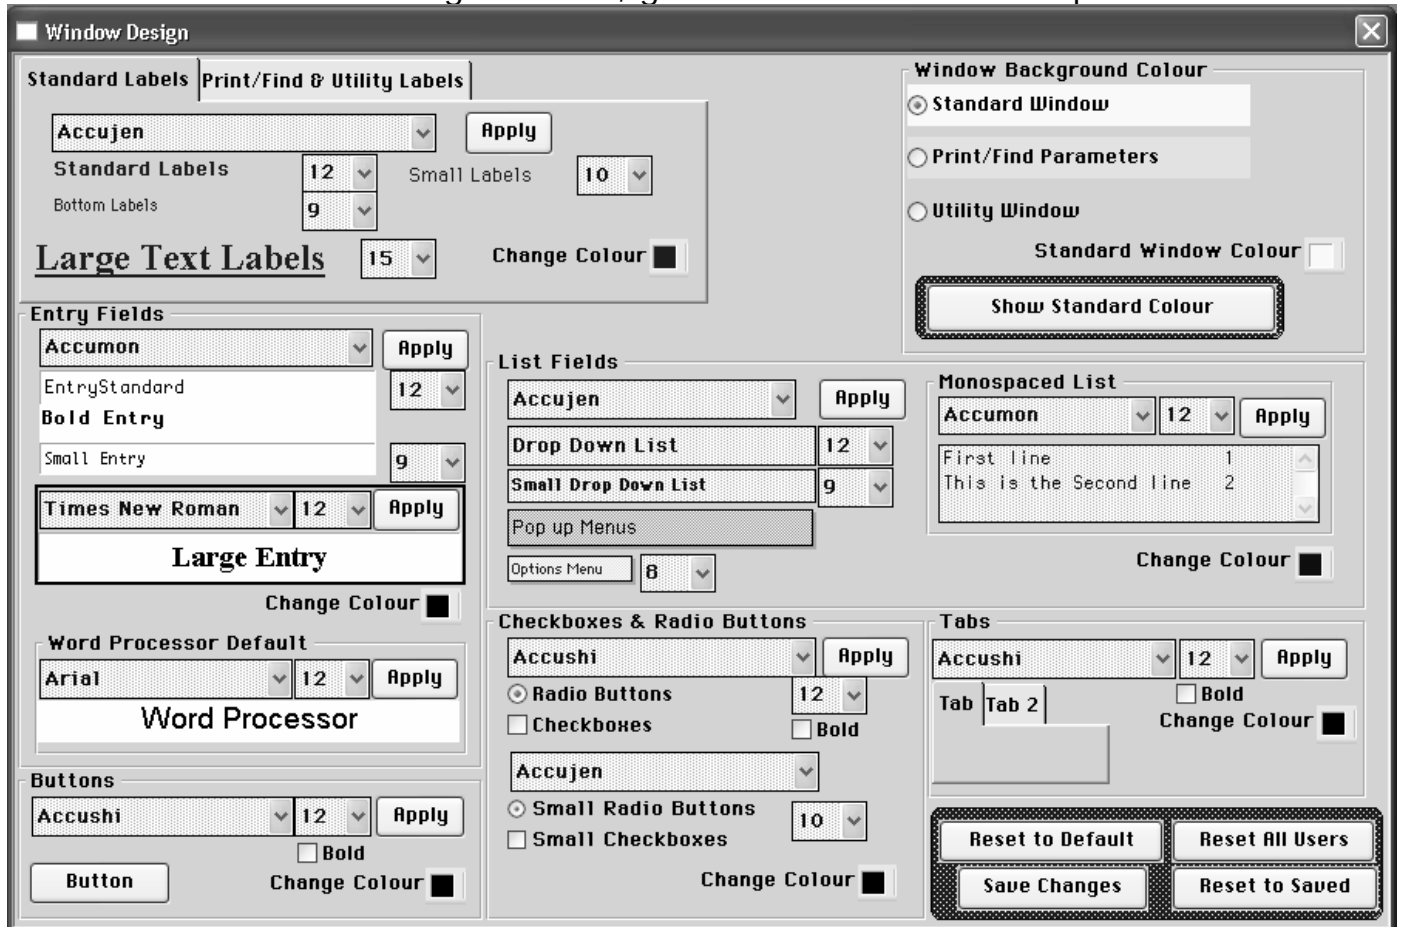 Window Design
Standard Labels
Print/Find & Utility Labels
Accujen
Apply
Standard Labels
12
Small Labels
10
Bottom Labels
9
Large Text Labels
15
Change Colour
Window Background Colour
Standard Window
Print/Find Parameters
Utility Window
Standard Window Colour
Show Standard Colour
Entry Fields
Accumon
Apply
EntryStandard
12
Bold Entry
Small Entry
9
Times New Roman
12
Apply
Large Entry
Change Colour
Word Processor Default
Arial
12
Apply
Word Processor
Buttons
Accushi
12
Apply
Bold
Button
Change Colour
List Fields
Accujen
Apply
Drop Down List
12
Small Drop Down List
9
Pop up Menus
Options Menu
8
Monospaced List
Accumon
12
Apply
First line 1
This is the Second line 2
Change Colour
Checkboxes & Radio Buttons
Accushi
Apply
Radio Buttons
12
Checkboxes
Bold
Accujen
Small Radio Buttons
10
Small Checkboxes
Change Colour
Tabs
Accushi
12
Apply
Tab
Tab 2
Bold
Change Colour
Reset to Default
Reset All Users
Save Changes
Reset to Saved